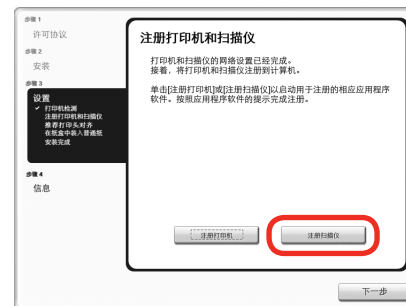 步骤 1
许可协议
步骤 2
安装
步骤 3
设置
打印机检测
注册打印机和扫描仪
推荐打印头对齐
在纸盒中装入普通纸
安装完成
步骤 4
信息
注册打印机和扫描仪
打印机和扫描仪的网络设置已经完成。
接着，将打印机和扫描仪注册到计算机。
单击[注册打印机]或[注册扫描仪]以启动用于注册的相应应用程序
软件。按照应用程序软件的提示完成注册。
注册打印机
注册扫描仪
下一步